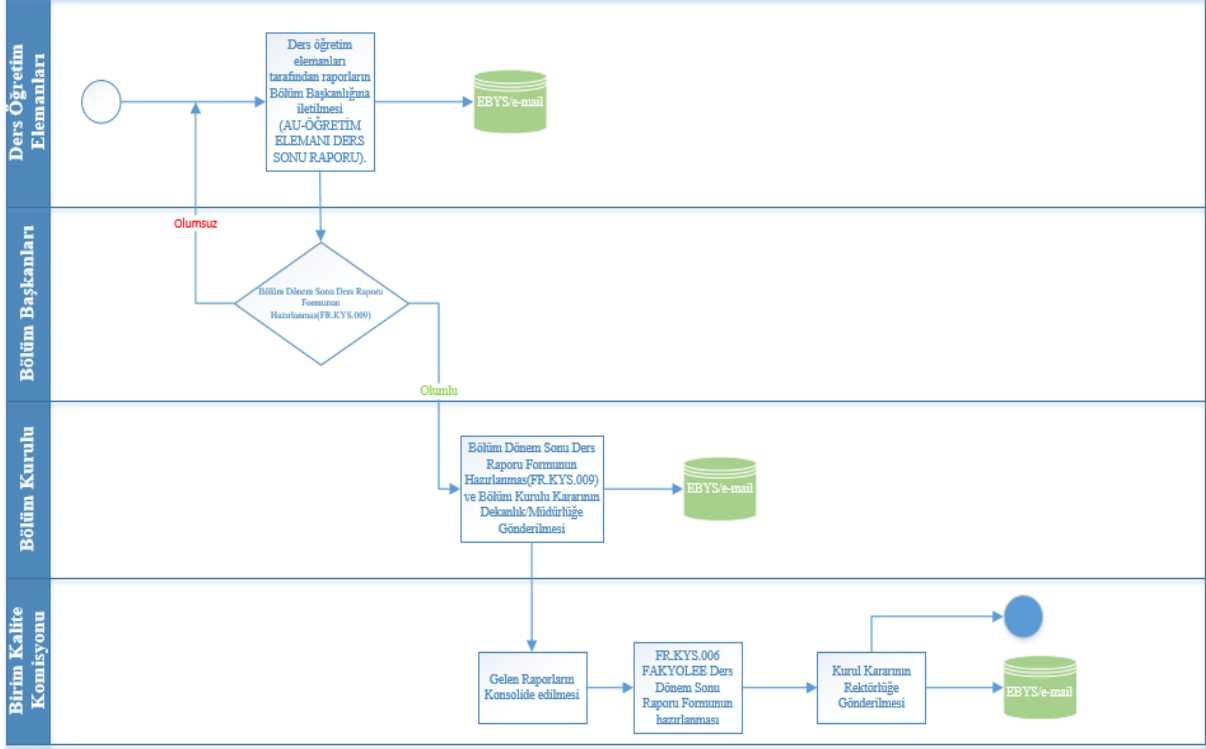 Ders Öğretim
Elemanları
Ders öğretim
elemanları
tarafından raporların
Bölüm Başkanlığına
iletilmesi
(AU-ÖĞRETİM
ELEMANI DERS
SONU RAPORU).
EBYS/e-mail
Olumsuz
Bölüm Başkanları
Bölüm Dönem Sonu Ders Raporu
Formunun
Hazırlanmas(FR.KYS.009)
Olumlu
Bölüm Kurulu
Bölüm Dönem Sonu Ders
Raporu Formunun
Hazırlanmas(FR.KYS.009)
ve Bölüm Kurulu Kararının
Dekanlık/Müdürlüğe
Gönderilmesi
EBYS/e-mail
Birim Kalite
Komisyonu
Gelen Raporların
Konsolide edilmesi
FR.KYS.006
FAKYOLEE Ders
Dönem Sonu
Raporu Formunun
hazırlanması
Kurul Kararının
Rektörlüğe
Gönderilmesi
EBYS/e-mail